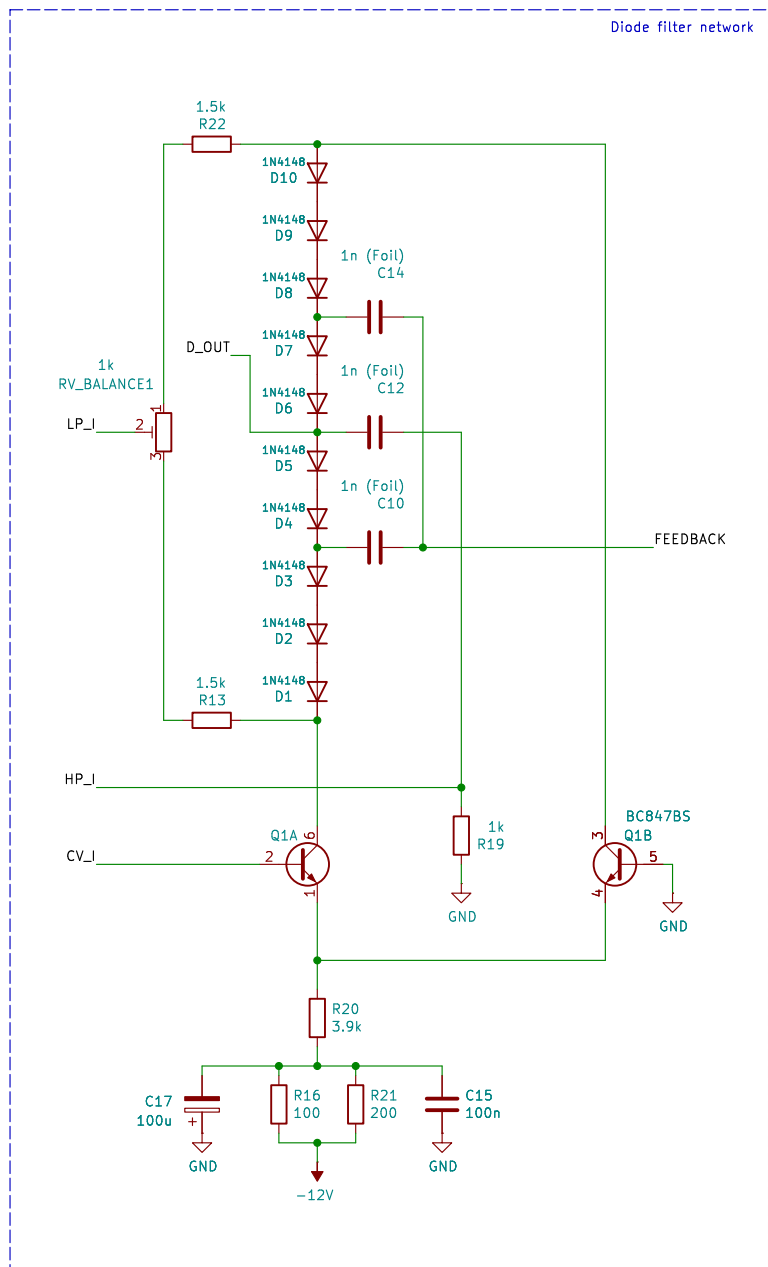 Diode filter network
1.5k
R22
1N4148
D10
1N4148
D9
1n (Foil)
C14
1N4148
D8
D_OUT
1N4148
D7
1k
RV_BALANCE1
1n (Foil)
C12
1N4148
D6
1
LP_I
2
3
1N4148
D5
1n (Foil)
C10
1N4148
D4
FEEDBACK
1N4148
D3
1N4148
D2
1.5k
R13
1N4148
D1
HP_I
Q1A
6
1k
R19
BC847BS
Q1B
3
CV_I
2
5
1
4
GND
GND
R20
3.9k
C17
100u
+
R16
100
R21
200
C15
100n
GND
GND
-12V